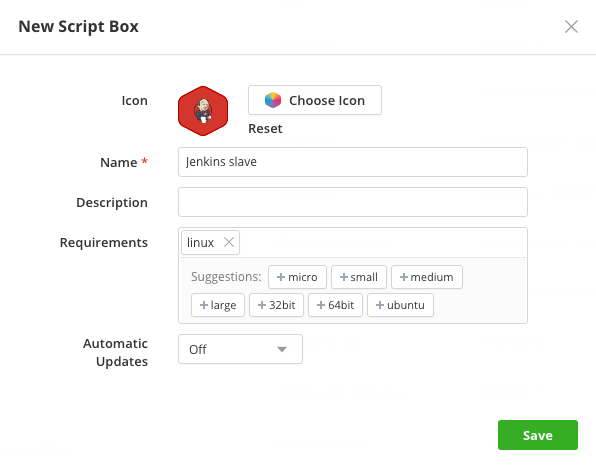 New Script Box
Icon
Choose Icon
Reset
Name *
Jenkins slave
Description
Requirements
linux
Suggestions: + micro + small + medium
+ large + 32bit + 64bit + ubuntu
Automatic
Updates
Off
Save